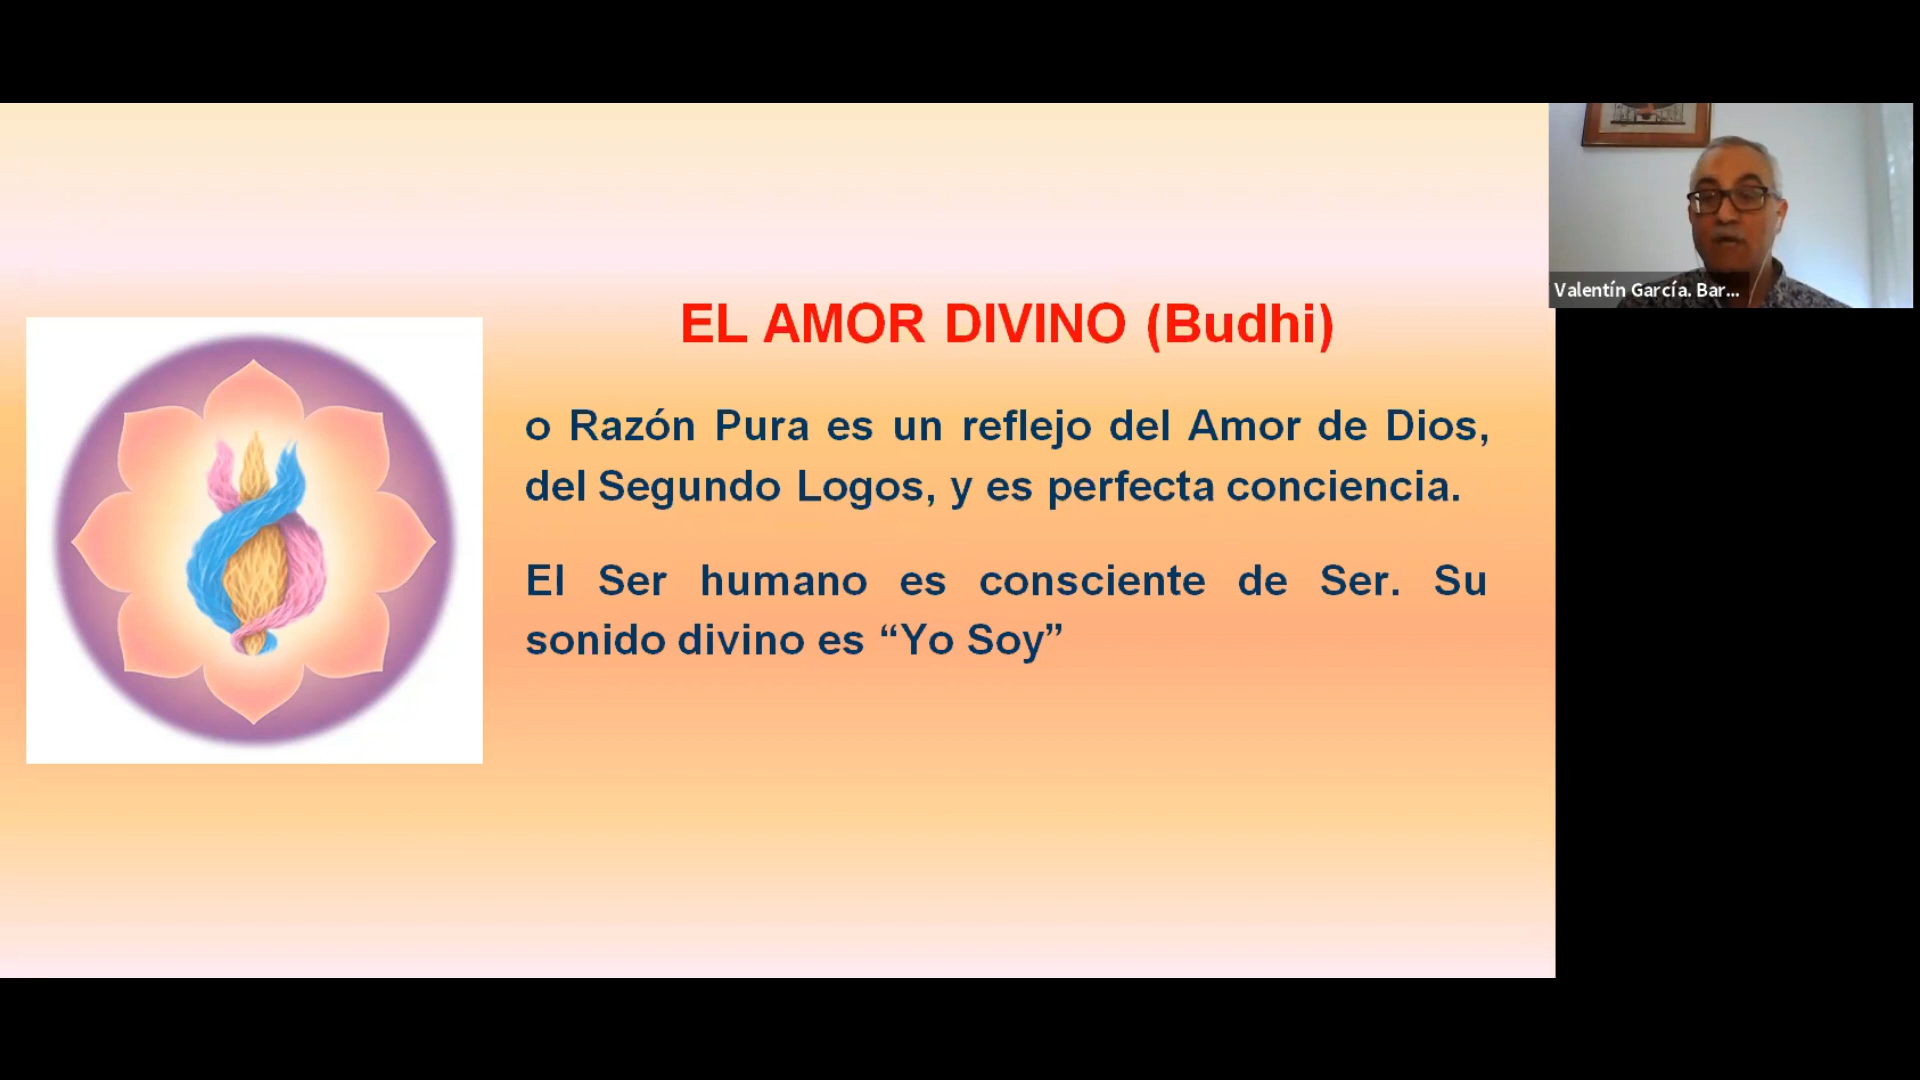 EL AMOR DIVINO (Budhi)
o Razón Pura es un reflejo del Amor de Dios,
del Segundo Logos, y es perfecta conciencia.
El Ser humano es consciente de Ser. Su
sonido divino es “Yo Soy”
Valentín García. Bar...